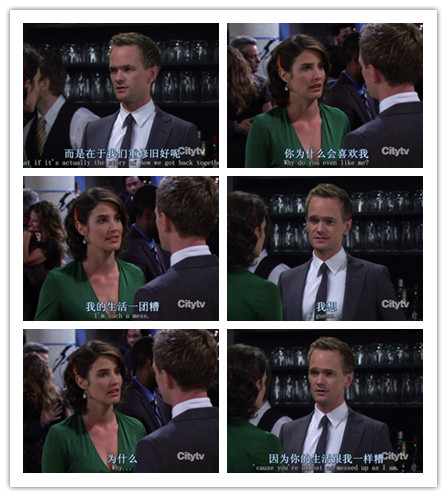 而是在于我们重修旧好呢
at if it's actually the story of how we got back togethe
Citytv
你为什么会喜欢我
Why do you even like me?
Citytv
我的生活一团糟
I'm such a mess.
Citytv
我想
I guess
Citytv
为什么
Why...
Citytv
因为你的生活跟我一样糟
'cause you're almost as messed up as I am.
Citytv